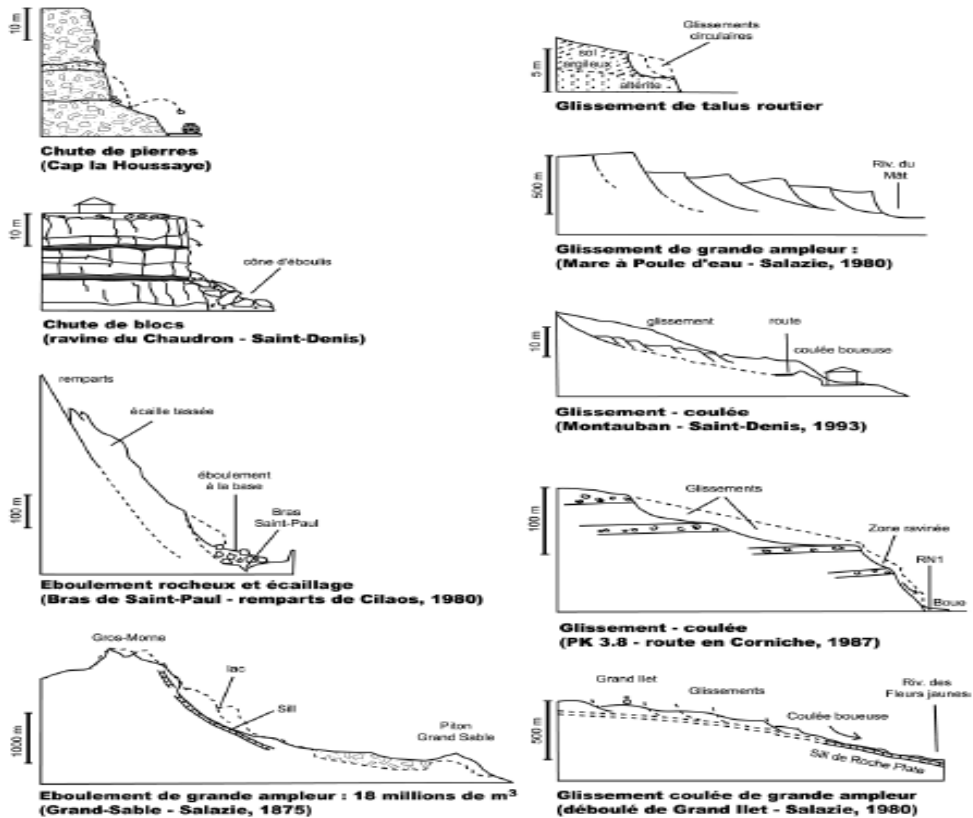 10 m
Chute de pierres
(Cap la Houssaye)
10 m
cône d'éboulis
Chute de blocs
(ravine du Chaudron - Saint-Denis)
remparts
écaille tassée
éboulement
à la base
Bras
Saint-Paul
100 m
Eboulement rocheux et écaillage
(Bras de Saint-Paul - remparts de Cilaos, 1980)
Gros-Morne
lac
Sill
Piton
Grand Sable
1000 m
Eboulement de grande ampleur : 18 millions de m³
(Grand-Sable - Salazie, 1875)
Glissements
circulaires
sol
argileux
altérite
5 m
Glissement de talus routier
Riv. du
Mât
500 m
Glissement de grande ampleur :
(Mare à Poule d'eau - Salazie, 1980)
glissement
route
coulée boueuse
10 m
Glissement - coulée
(Montauban - Saint-Denis, 1993)
Glissements
Zone ravinée
RN1
Boue
100 m
Glissement - coulée
(PK 3.8 - route en Corniche, 1987)
Grand Ilet
Glissements
Riv. des
Fleurs jaunes
Coulée boueuse
Sill de Roche Plate
500 m
Glissement coulée de grande ampleur
(déboulé de Grand Ilet - Salazie, 1980)